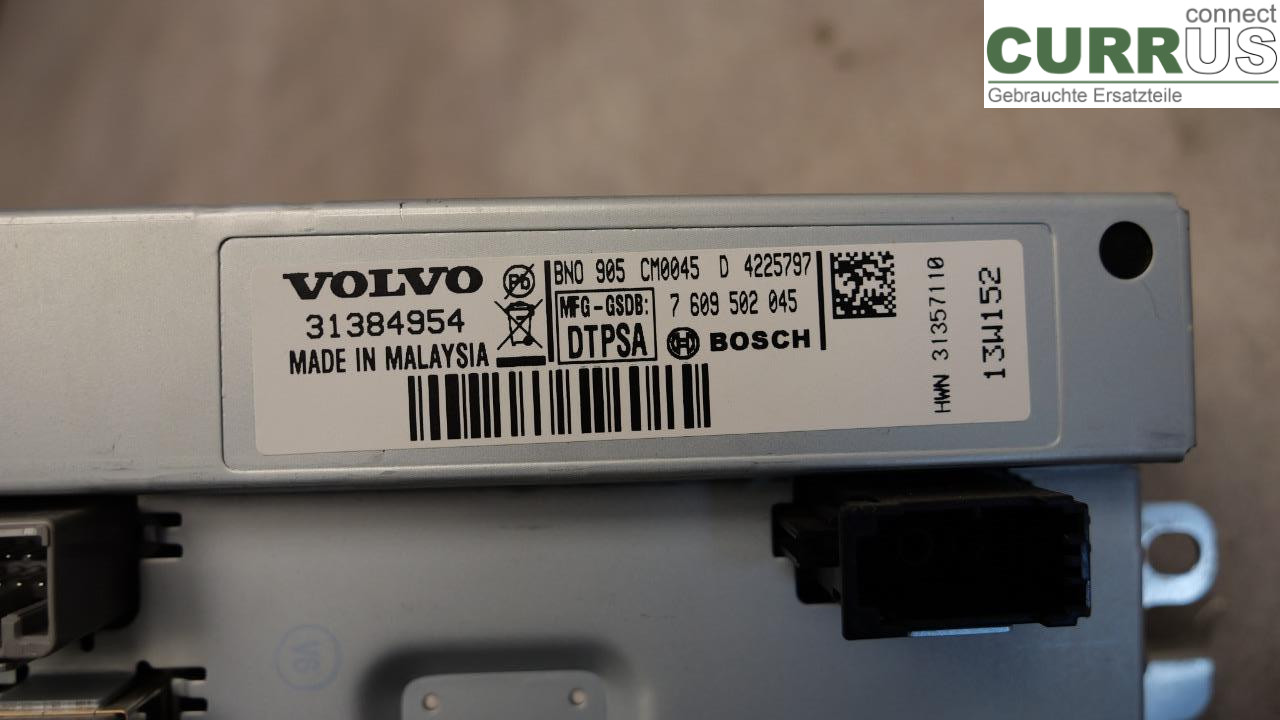 connect
CURRUS
Gebrauchte Ersatzteile
VOLVO
31384954
MADE IN MALAYSIA
Pb
BNO 905 CM0045 D 4225797
MFG-GSDB:
DTPSA
7 609 502 045
BOSCH
HWN 31357110
13W152